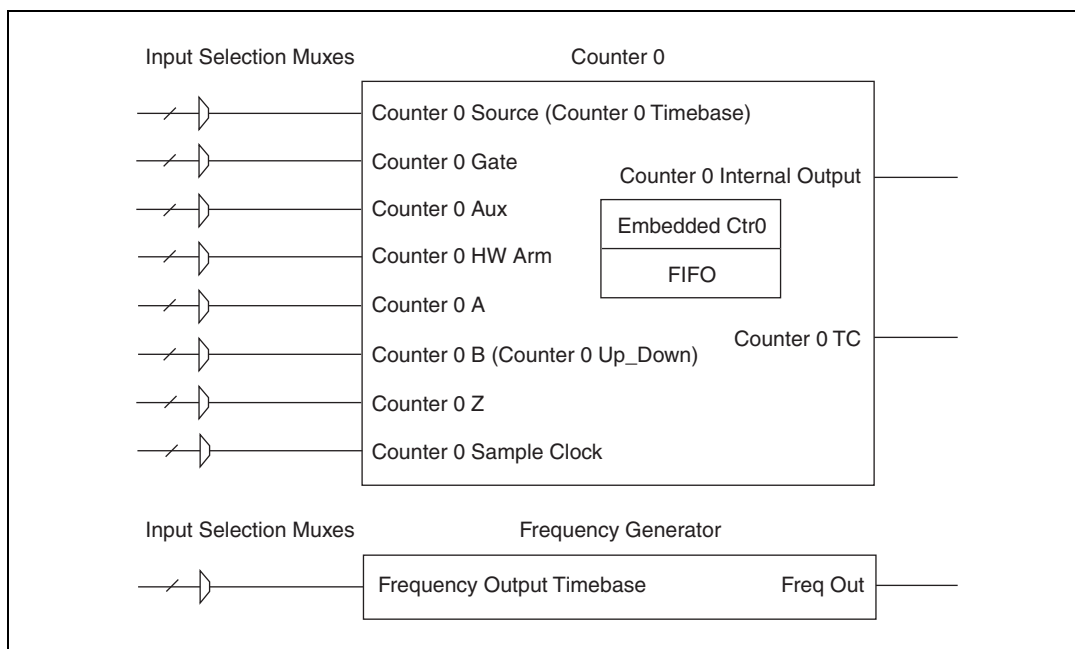 Input Selection Muxes
Counter 0
Counter 0 Source (Counter 0 Timebase)
Counter 0 Gate
Counter 0 Internal Output
Counter 0 Aux
Embedded Ctr0
Counter 0 HW Arm
FIFO
Counter 0 A
Counter 0 TC
Counter 0 B (Counter 0 Up_Down)
Counter 0 Z
Counter 0 Sample Clock
Input Selection Muxes
Frequency Generator
Frequency Output Timebase
Freq Out